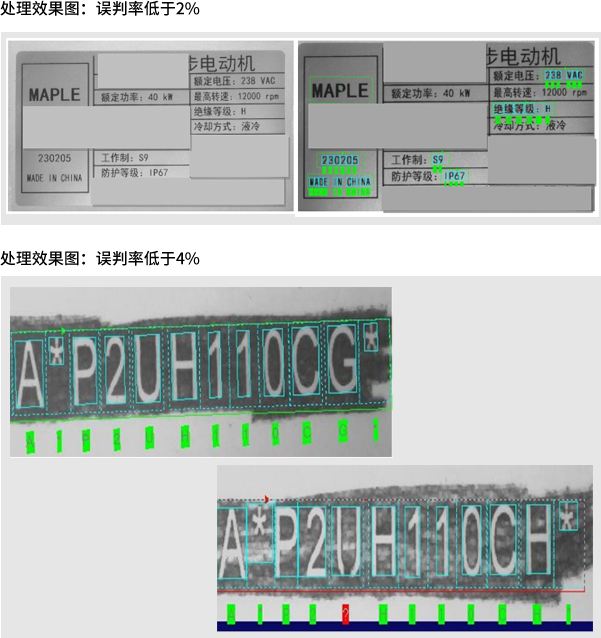 处理效果图：误判率低于2%
步电动机
额定电压：238 VAC
MAPLE
额定功率：40 kW
最高转速：12000 rpm
绝缘等级：H
冷却方式：液冷
230205
工作制：S9
MADE IN CHINA
防护等级：IP67
步电动机
额定电压：238 VAC
MAPLE
额定功率：40 kW
最高转速：12000 rpm
绝缘等级：H
冷却方式：液冷
230205
工作制：S9
MADE IN CHINA
防护等级：IP67
处理效果图：误判率低于4%
A*P2UH110CG*
A*P2UH110CH*